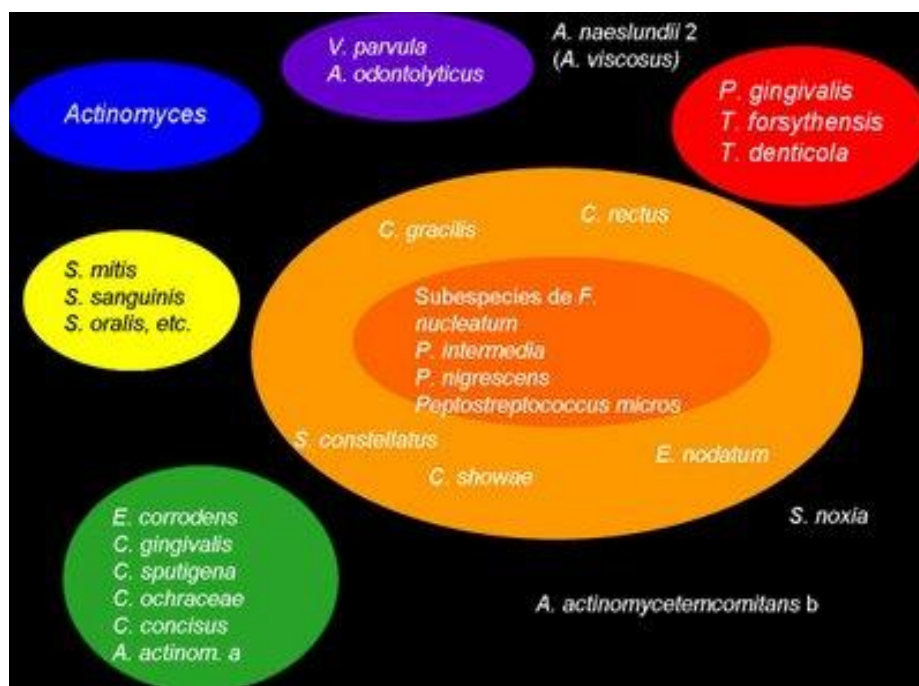 V. parvula
A. odontolyticus
A. naeslundii 2
(A. viscosus)
Actinomyces
P. gingivalis
T. forsythensis
T. denticola
C. gracilis
C. rectus
S. mitis
S. sanguinis
S. oralis, etc.
Subespecies de F.
nucleatum
P. intermedia
P. nigrescens
Peptostreptococcus micros
S. constellatus
E. nodatum
C. showae
E. corrodens
C. gingivalis
C. sputigena
C. ochraceae
C. concisus
A. actinom. a
S. noxia
A. actinomycetemcomitans b